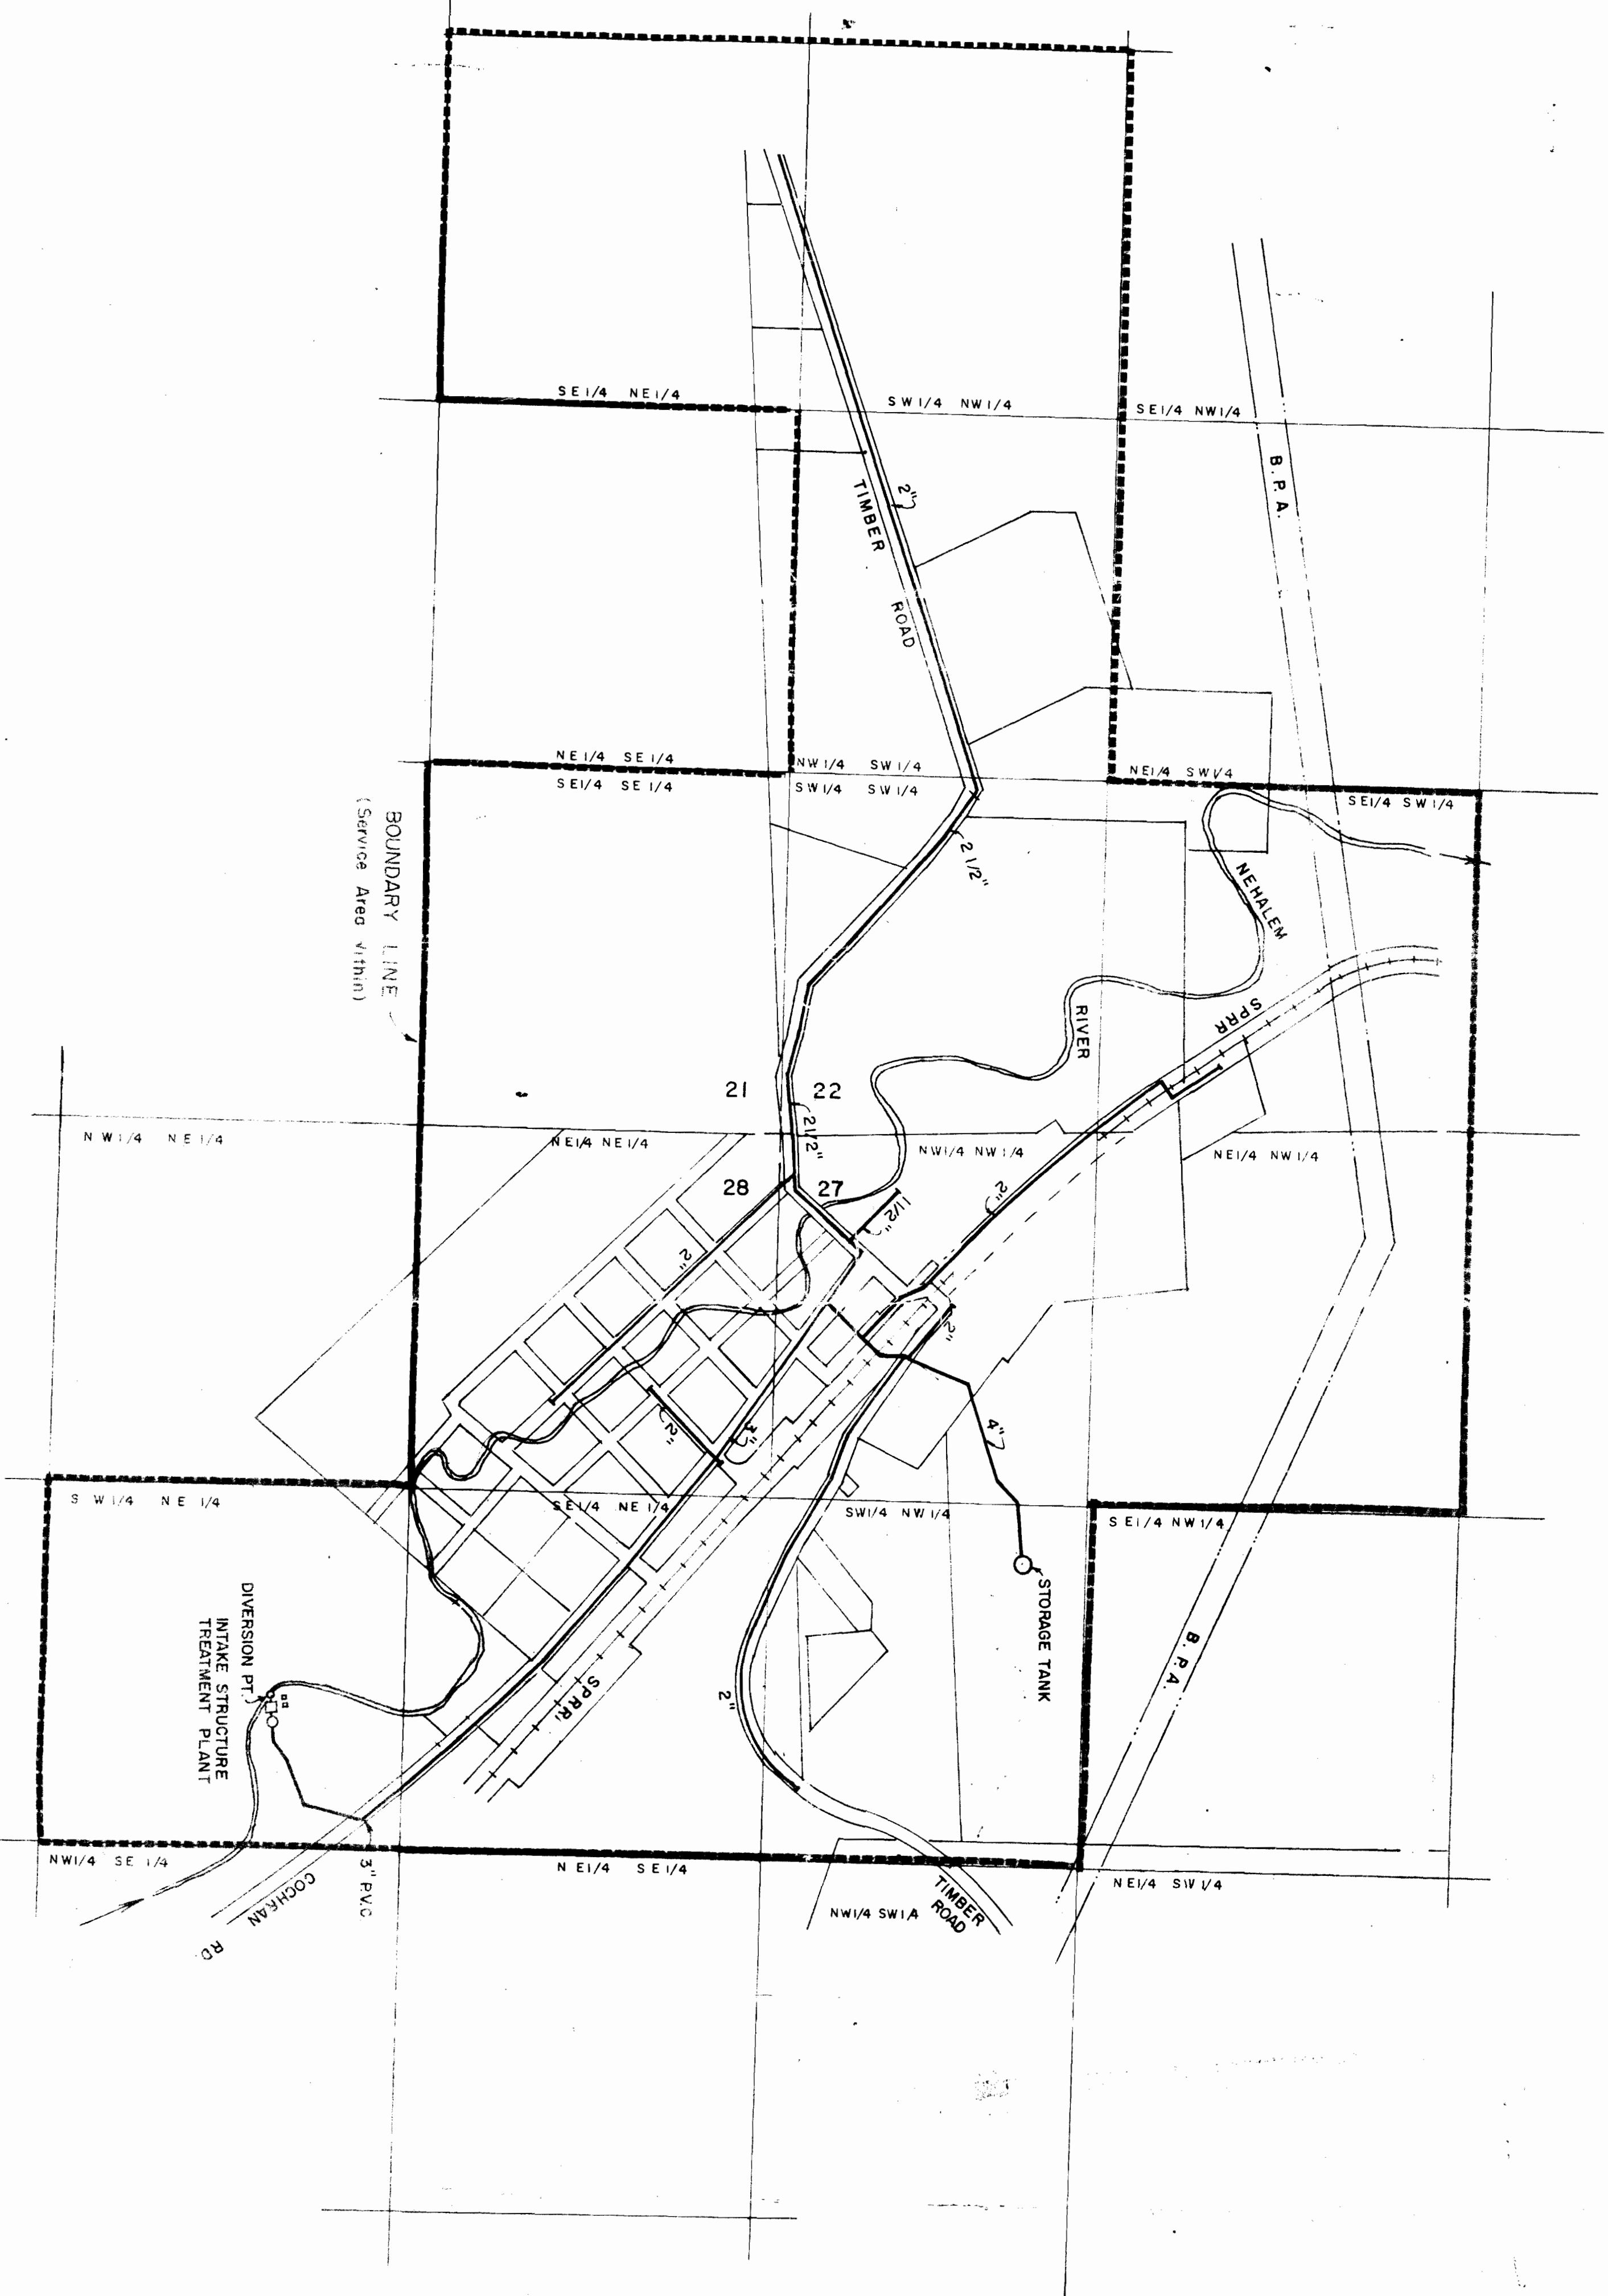 SE 1/4 NE 1/4
SW 1/4 NW 1/4
SE 1/4 NW 1/4
B.P.A.
2"
TIMBER
ROAD
NE 1/4 SE 1/4
NW 1/4 SW 1/4
NE 1/4 SW 1/4
SE 1/4 SE 1/4
SW 1/4 SW 1/4
SE 1/4 SW 1/4
BOUNDARY LINE
(Service Area Within)
2 1/2"
NEHALEM
RIVER
SPRR
21
22
2 1/2"
NW 1/4 NE 1/4
NE 1/4 NE 1/4
NW 1/4 NW 1/4
NE 1/4 NW 1/4
28
27
1 1/2"
2"
2"
2"
2"
3"
4"
SW 1/4 NE 1/4
SE 1/4 NE 1/4
SW 1/4 NW 1/4
SE 1/4 NW 1/4
STORAGE TANK
DIVERSION PT.
INTAKE STRUCTURE
TREATMENT PLANT
SPRR
2"
B.P.A.
NW 1/4 SE 1/4
3" P.V.C
NE 1/4 SE 1/4
NE 1/4 SW 1/4
COCHRAN
RD.
NW 1/4 SW 1/4
TIMBER
ROAD